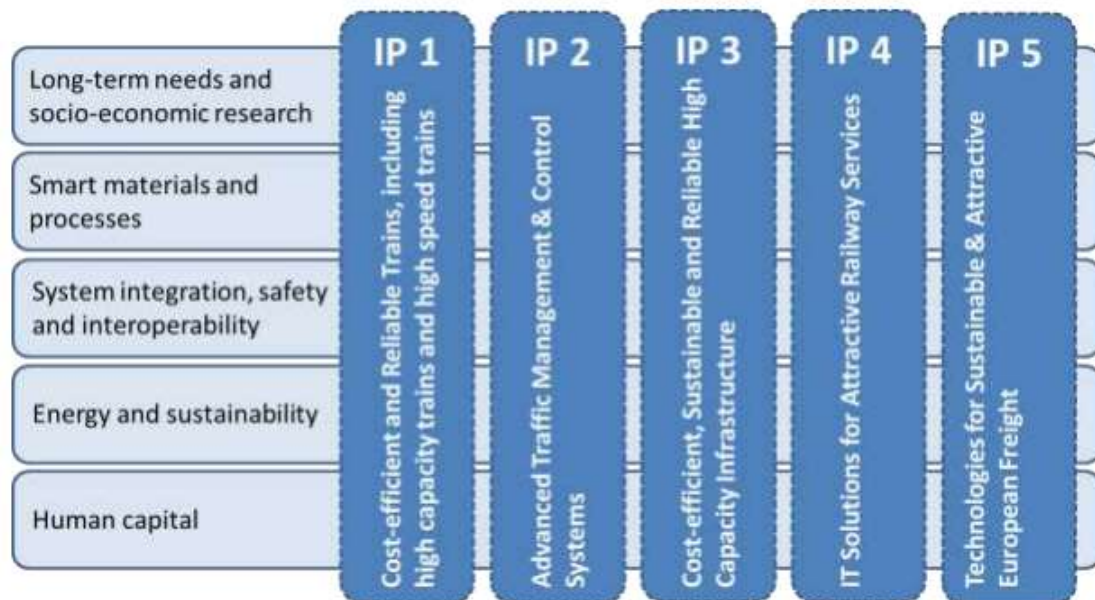 Long-term needs and
socio-economic research
Smart materials and
processes
System integration, safety
and interoperability
Energy and sustainability
Human capital
IP 1
Cost-efficient and Reliable Trains, including
high capacity trains and high speed trains
IP 2
Advanced Traffic Management & Control
Systems
IP 3
Cost-efficient, Sustainable and Reliable High
Capacity Infrastructure
IP 4
IT Solutions for Attractive Railway Services
IP 5
Technologies for Sustainable & Attractive
European Freight